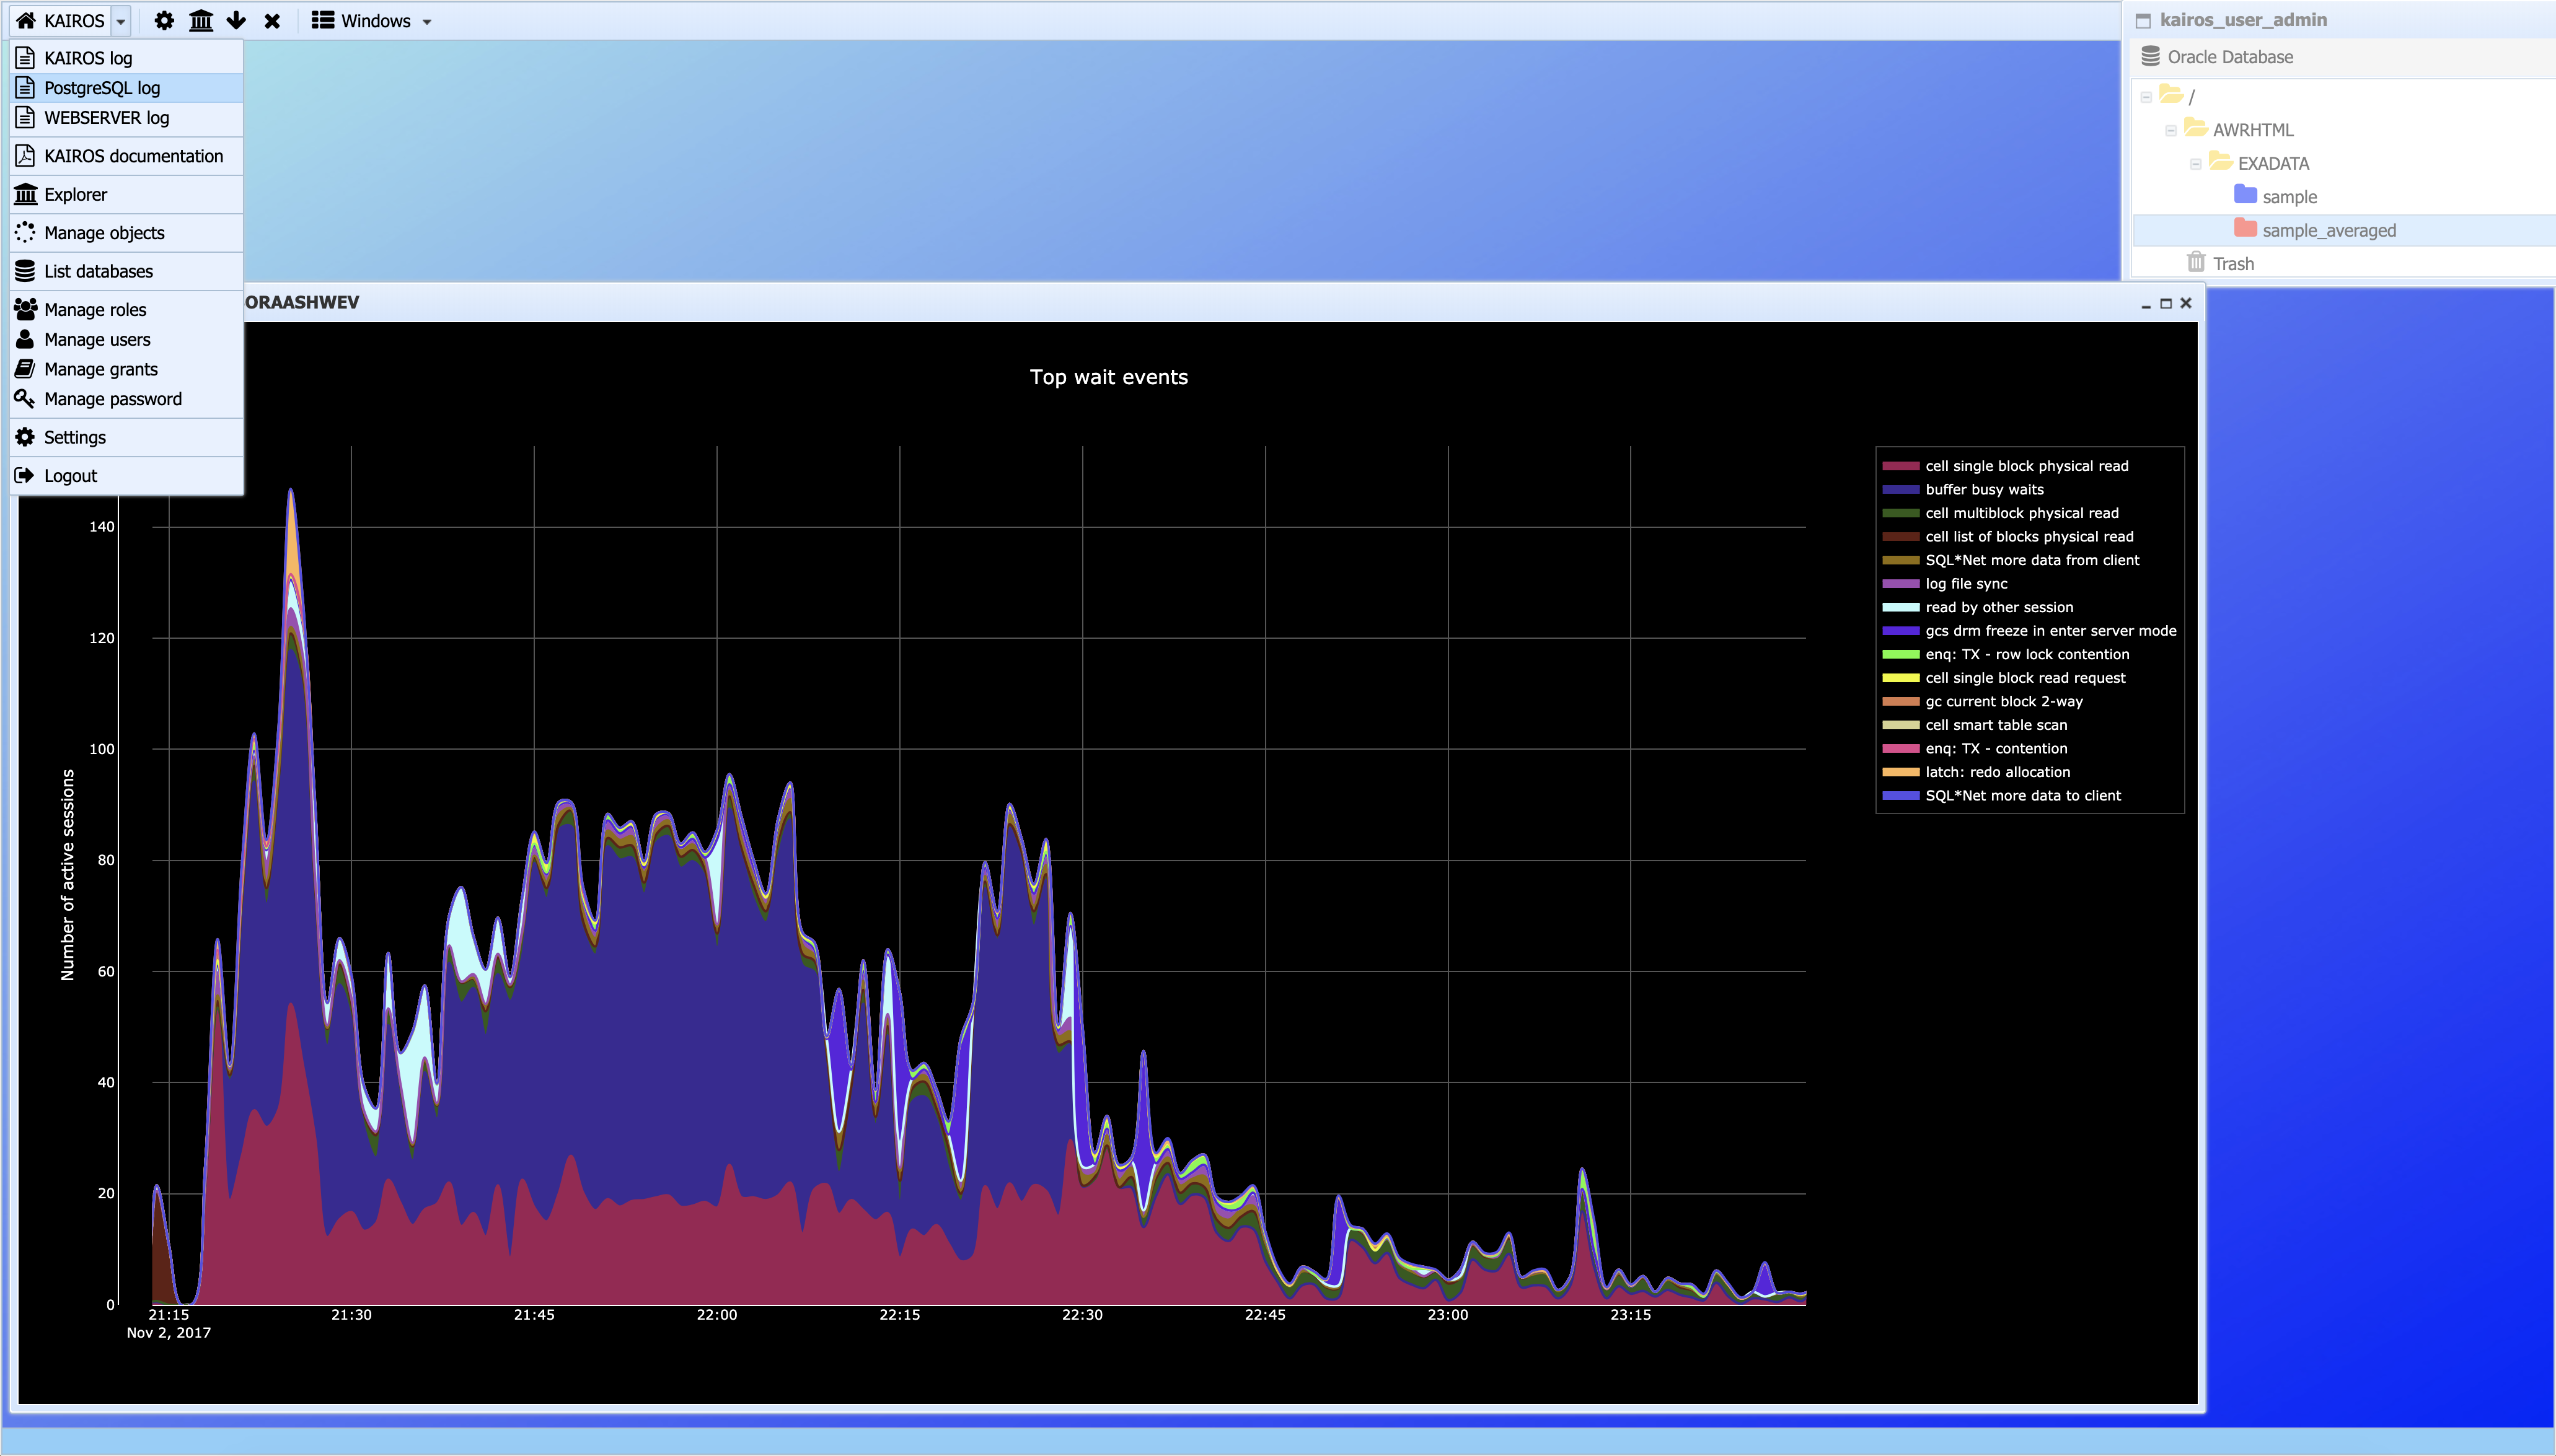 KAIROS
Windows
KAIROS log
PostgreSQL log
WEBSERVER log
KAIROS documentation
Explorer
Manage objects
List databases
Manage roles
Manage users
Manage grants
Manage password
Settings
Logout
kairos_user_admin
Oracle Database
/
AWRHTML
EXADATA
sample
sample_averaged
Trash
ORAASHWEV
Top wait events
cell single block physical read
buffer busy waits
cell multiblock physical read
cell list of blocks physical read
SQL*Net more data from client
log file sync
read by other session
gcs drm freeze in enter server mode
enq: TX - row lock contention
cell single block read request
gc current block 2-way
cell smart table scan
enq: TX - contention
latch: redo allocation
SQL*Net more data to client
Number of active sessions
140
120
100
80
60
40
20
0
21:15 21:30 21:45 22:00 22:15 22:30 22:45 23:00 23:15
Nov 2, 2017